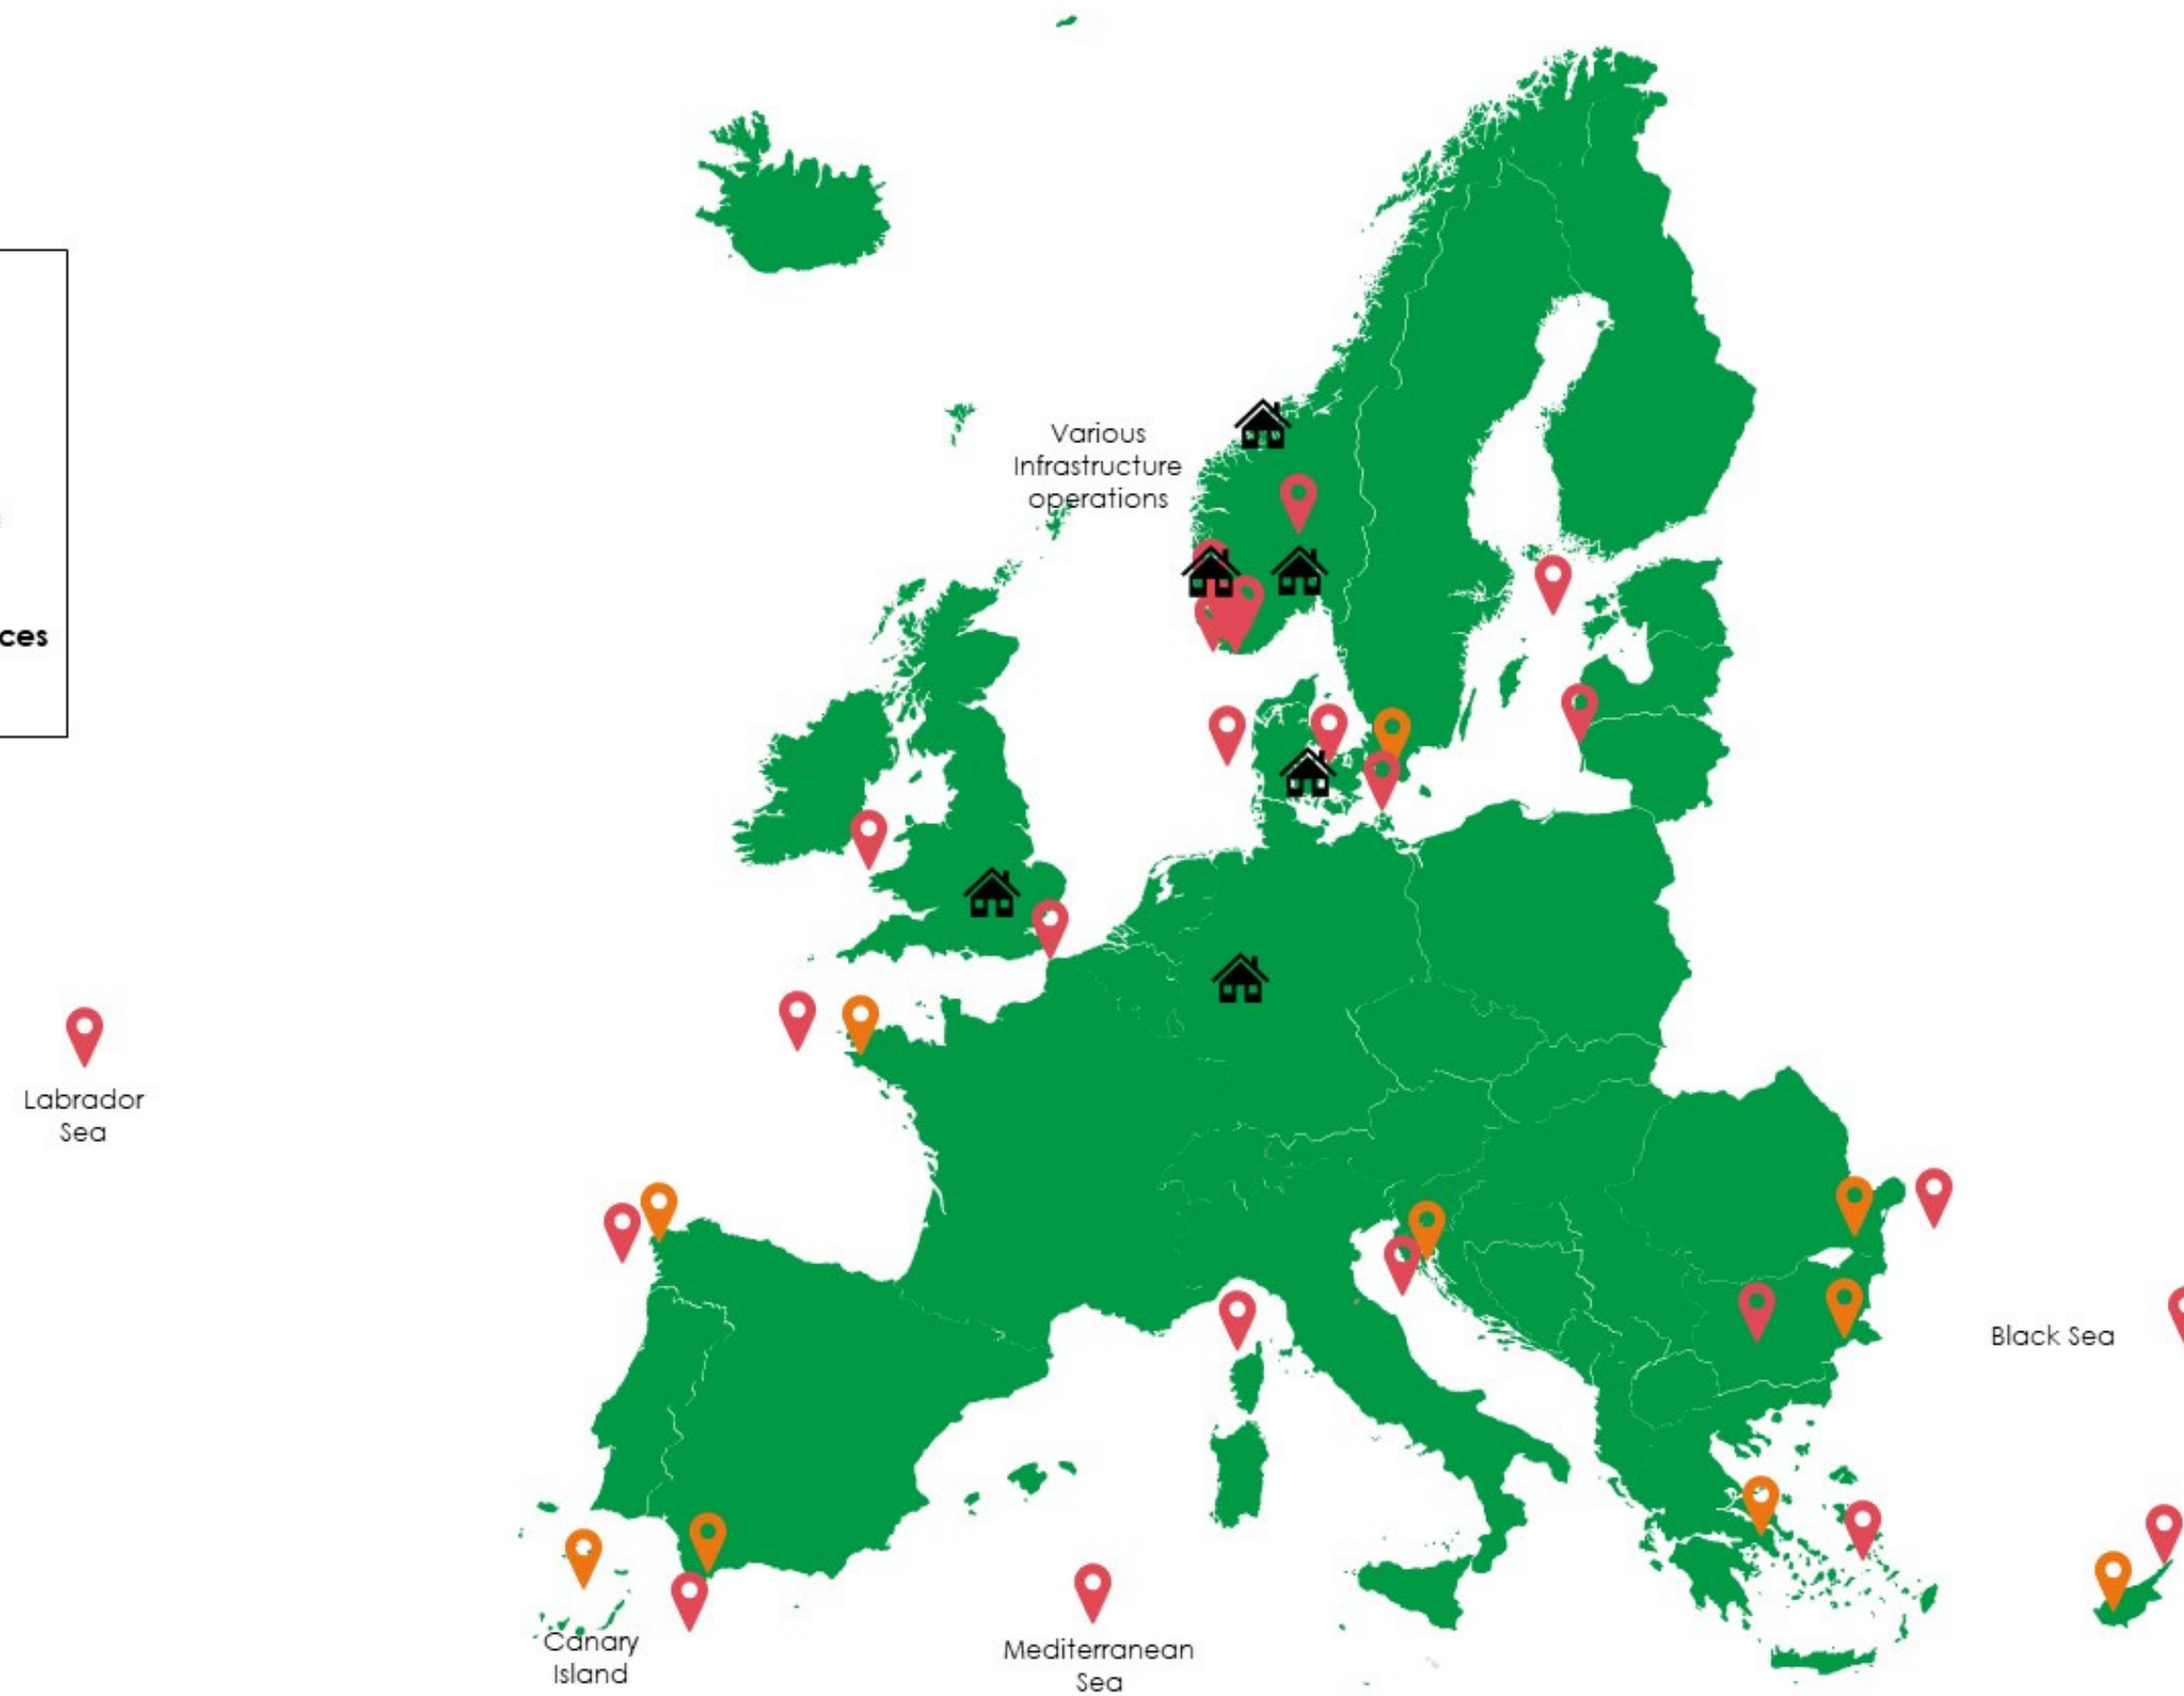 Various
Infrastructure
operations
ces
Labrador
Sea
Black Sea
Canary
Island
Mediterranean
Sea